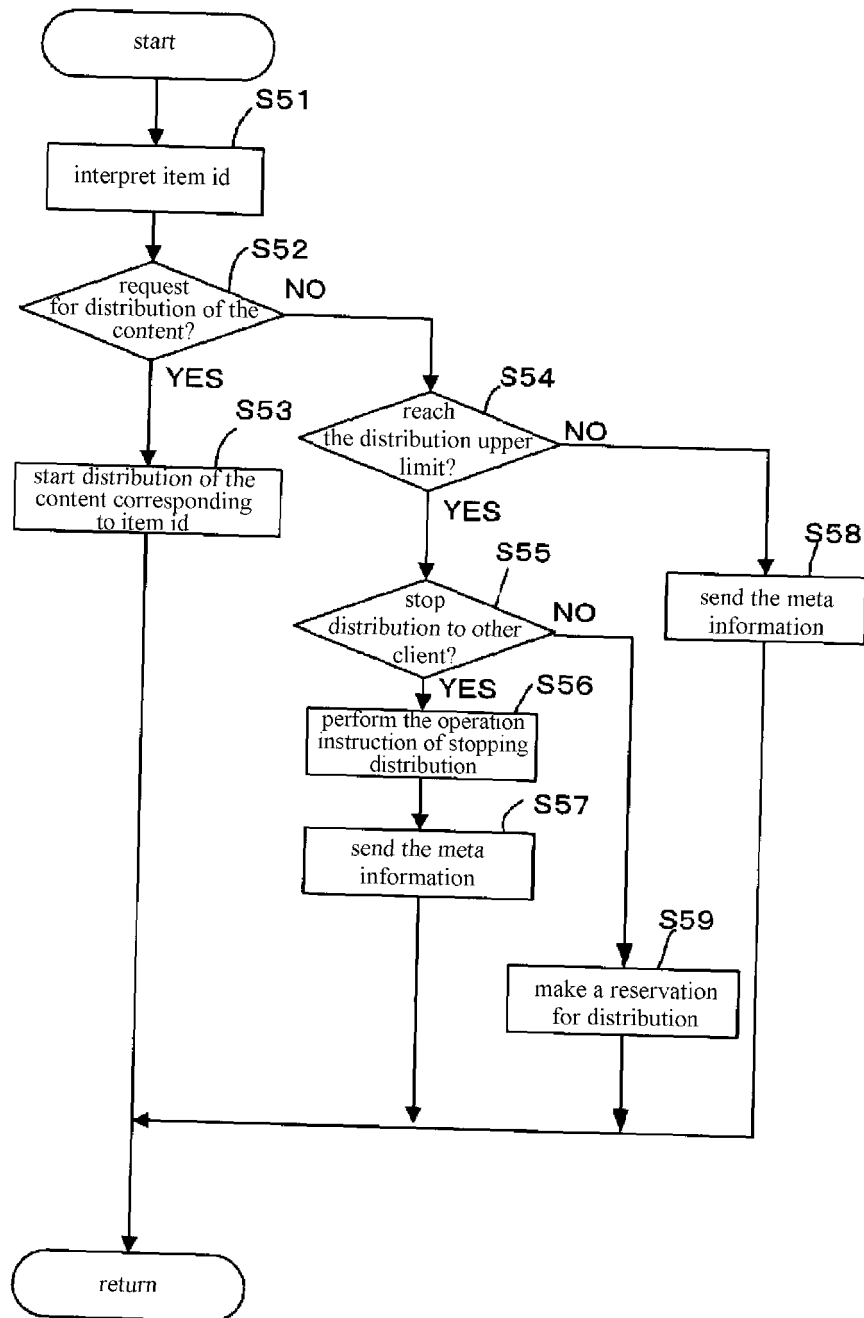 start
S51
interpret item id
S52
request
for distribution of the
content?
NO
YES
S53
start distribution of the
content corresponding
to item id
S54
reach
the distribution upper
limit?
NO
YES
S55
stop
distribution to other
client?
NO
YES
S58
send the meta
information
S56
perform the operation
instruction of stopping
distribution
S57
send the meta
information
S59
make a reservation
for distribution
return